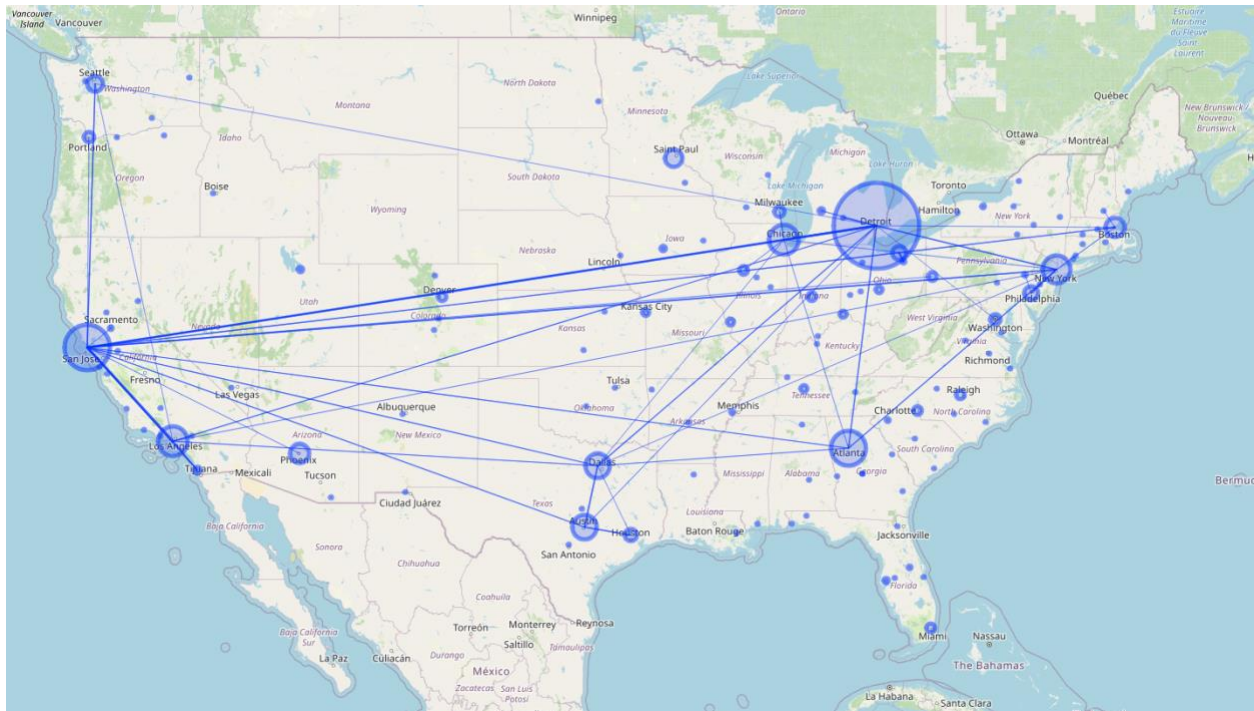 Vancouver
Island
Vancouver
Winnipeg
Ontario
Estuaire
Maritime
du Fleuve
Saint
Laurent
Seattle
Washington
North Dakota
Lake Superior
Montana
Minnesota
Québec
New Brunswick /
Nouveau-
Brunswick
Portland
Idaho
Saint Paul
Wisconsin
Michigan
Lake Huron
Ottawa
Montréal
Oregon
South Dakota
Boise
Lake Michigan
Toronto
Milwaukee
Hamilton
Wyoming
Detroit
New York
Chicago
Boston
Iowa
Nebraska
Lincoln
Pennsylvania
New York
Utah
Denver
Ohio
Illinois
Indiana
Philadelphia
Sacramento
Nevada
Colorado
Kansas City
Kansas
Missouri
West Virginia
Washington
San Jose
California
Kentucky
Virginia
Richmond
Fresno
Las Vegas
Tulsa
Tennessee
Raleigh
Albuquerque
Oklahoma
Memphis
Charlotte
North Carolina
Arkansas
Los Angeles
Arizona
New Mexico
Phoenix
Dallas
Atlanta
South Carolina
Tijuana
Mexicali
Tucson
Mississippi
Alabama
Georgia
Bermud
Ciudad Juárez
Texas
Baja California
Austin
Houston
Louisiana
Baton Rouge
Jacksonville
Sonora
San Antonio
Chihuahua
Florida
Coahuila
Baja California
Sur
Torreón
Monterrey
Reynosa
Miami
Nassau
La Paz
Culiacán
Durango
Saltillo
Tamaulipas
The Bahamas
México
Zacatecas
San Luis
Potosí
La Habana
Santa Clara